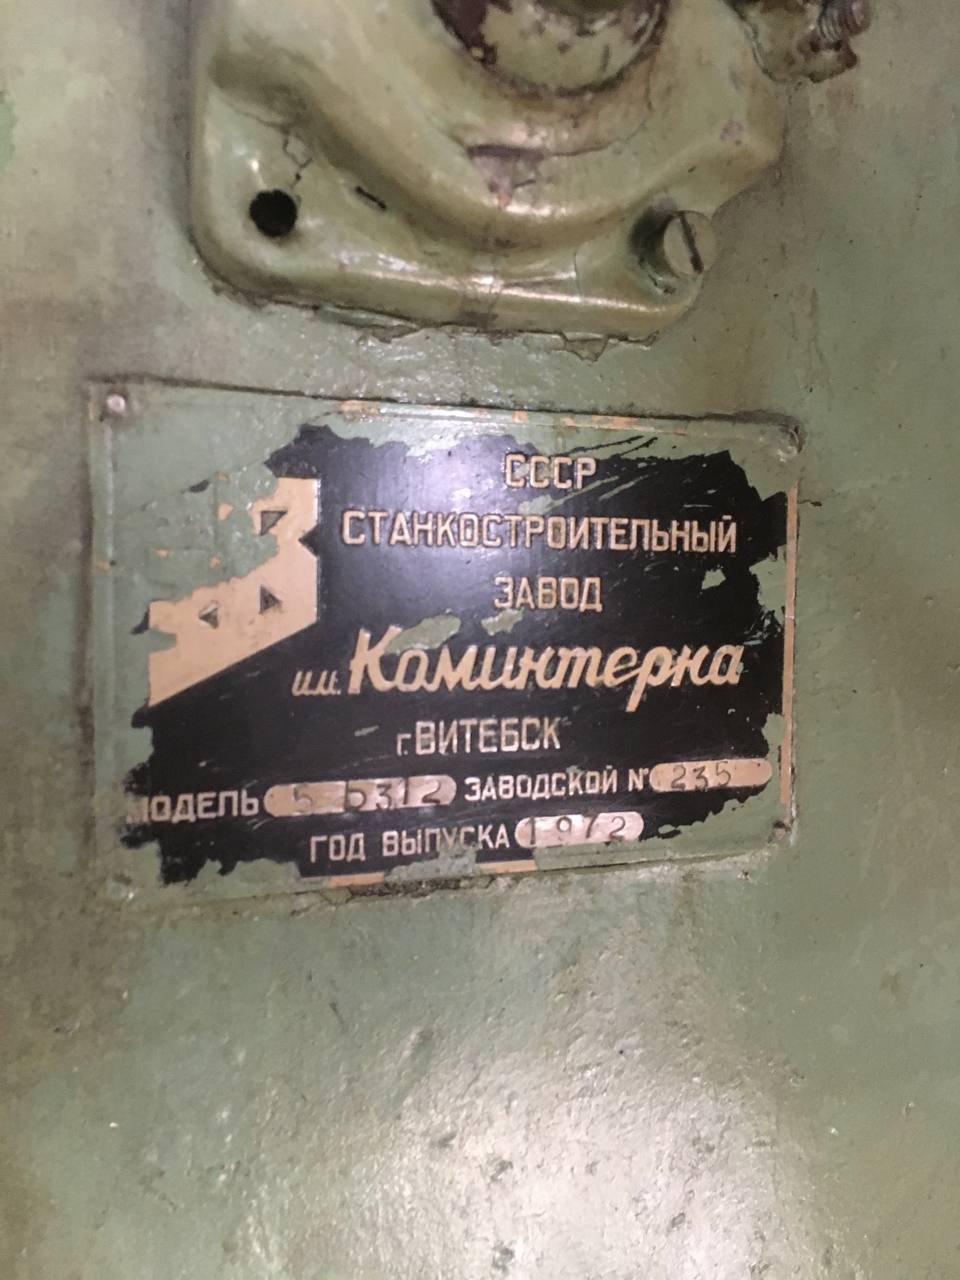 СССР
СТАНКОСТРОИТЕЛЬНЫЙ
ЗАВОД
им. Коминтерна
г. ВИТЕБСК
МОДЕЛЬ 5Б312 ЗАВОДСКОЙ № 235
ГОД ВЫПУСКА 1972